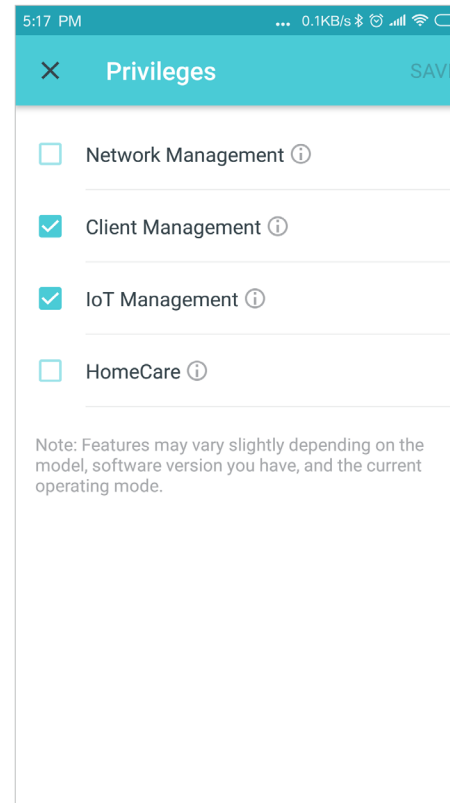 5:17 PM ... 0.1KB/s
Privileges SAVE
Network Management
Client Management
IoT Management
HomeCare
Note: Features may vary slightly depending on the
model, software version you have, and the current
operating mode.